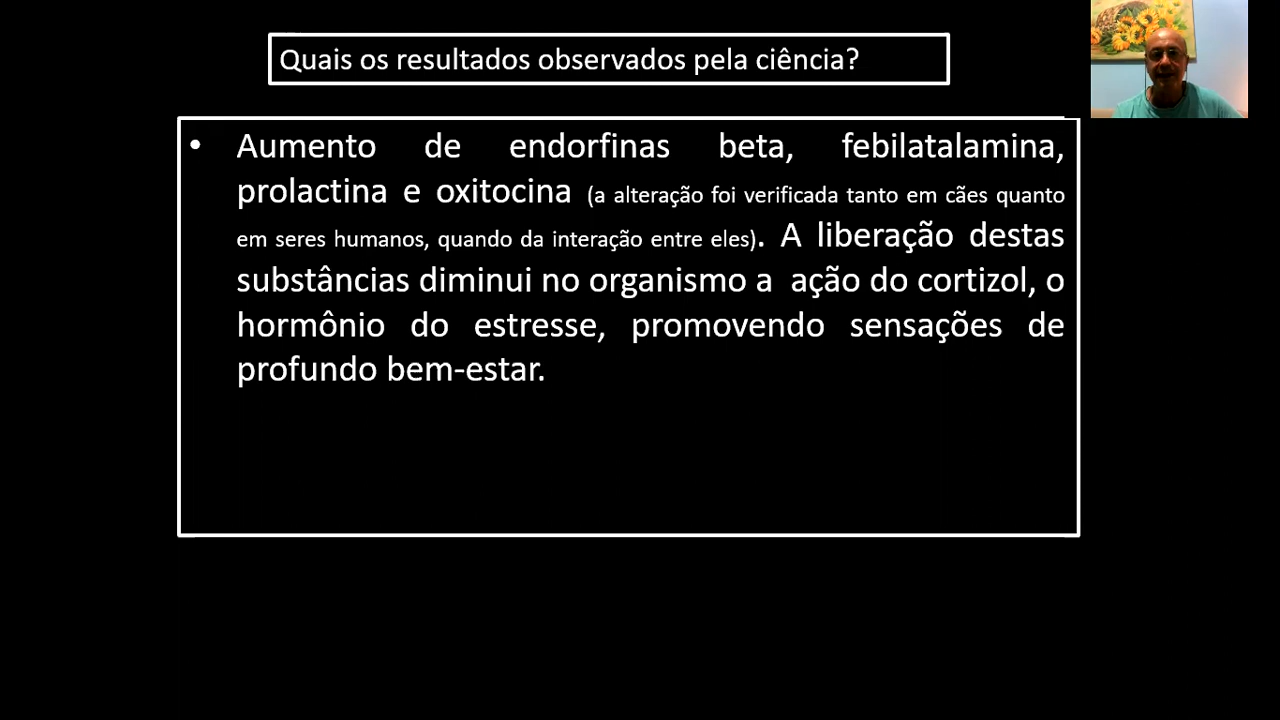 Quais os resultados observados pela ciência?
• Aumento de endorfinas beta, febilatalamina,
prolactina e oxitocina (a alteração foi verificada tanto em cães quanto
em seres humanos, quando da interação entre eles). A liberação destas
substâncias diminui no organismo a ação do cortizol, o
hormônio do estresse, promovendo sensações de
profundo bem-estar.